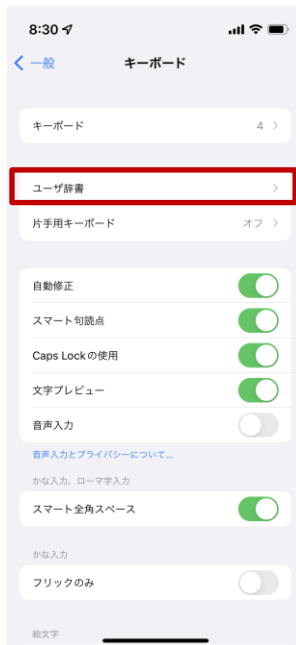 8:30
一般
キーボード
キーボード 4
ユーザ辞書
片手用キーボード オフ
自動修正
スマート句読点
Caps Lockの使用
文字プレビュー
音声入力
音声入力とプライバシーについて...
かな入力、ローマ字入力
スマート全角スペース
かな入力
フリックのみ
絵文字